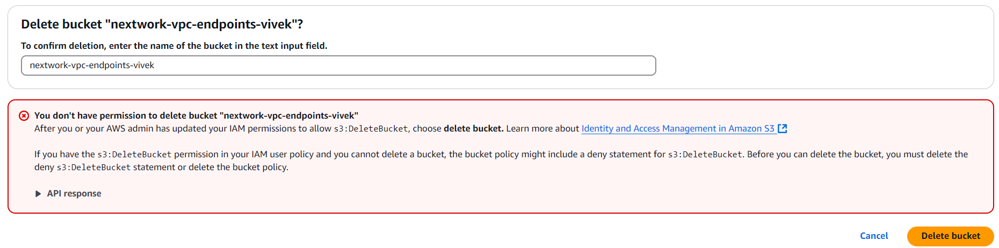 Delete bucket "nextwork-vpc-endpoints-vivek"?
To confirm deletion, enter the name of the bucket in the text input field.
nextwork-vpc-endpoints-vivek
You don't have permission to delete bucket "nextwork-vpc-endpoints-vivek"
After you or your AWS admin has updated your IAM permissions to allow s3:DeleteBucket, choose delete bucket. Learn more about Identity and Access Management in Amazon S3
If you have the s3:DeleteBucket permission in your IAM user policy and you cannot delete a bucket, the bucket policy might include a deny statement for s3:DeleteBucket. Before you can delete the bucket, you must delete the
deny s3:DeleteBucket statement or delete the bucket policy.
API response
Cancel Delete bucket